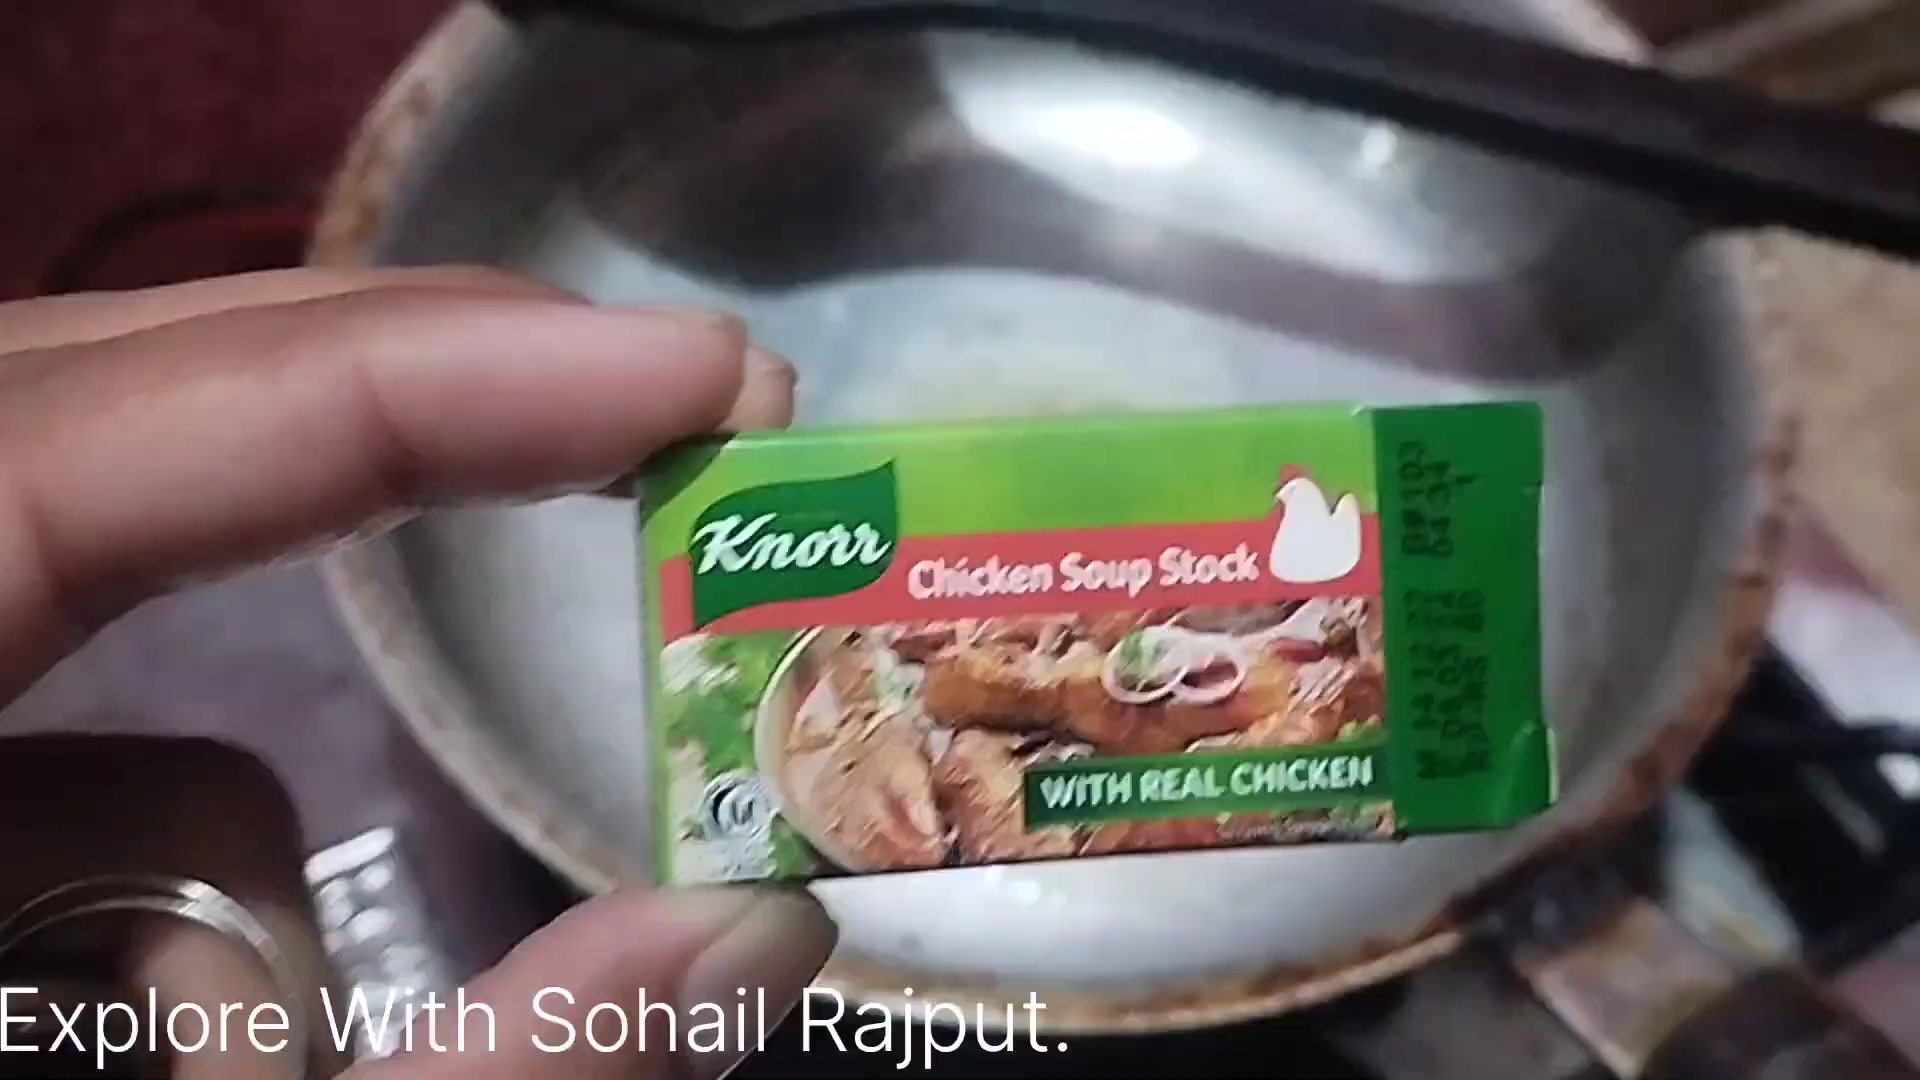 Knorr
Chicken Soup Stock
WITH REAL CHICKEN
Explore With Sohail Rajput.